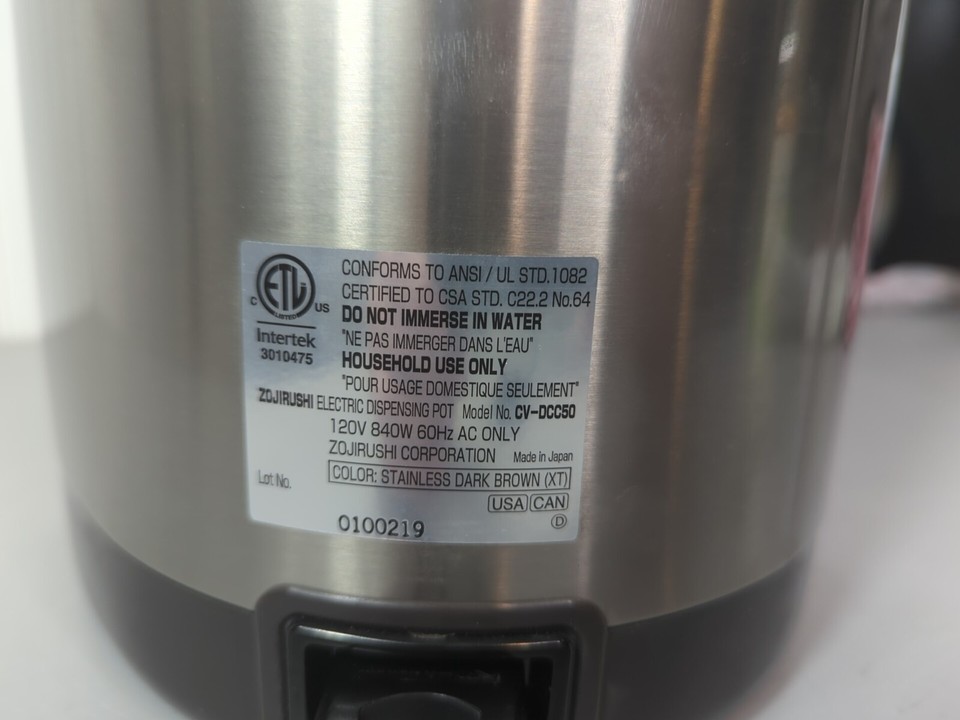 CONFORMS TO ANSI / UL STD.1082
CERTIFIED TO CSA STD. C22.2 No.64
DO NOT IMMERSE IN WATER
"NE PAS IMMERGER DANS L'EAU"
HOUSEHOLD USE ONLY
"POUR USAGE DOMESTIQUE SEULEMENT"
ETL
LISTED
C US
Intertek
3010475
ZOJIRUSHI ELECTRIC DISPENSING POT Model No. CV-DCC50
120V 840W 60Hz AC ONLY
ZOJIRUSHI CORPORATION Made in Japan
COLOR: STAINLESS DARK BROWN (XT)
USA CAN
D
Lot No.
0100219